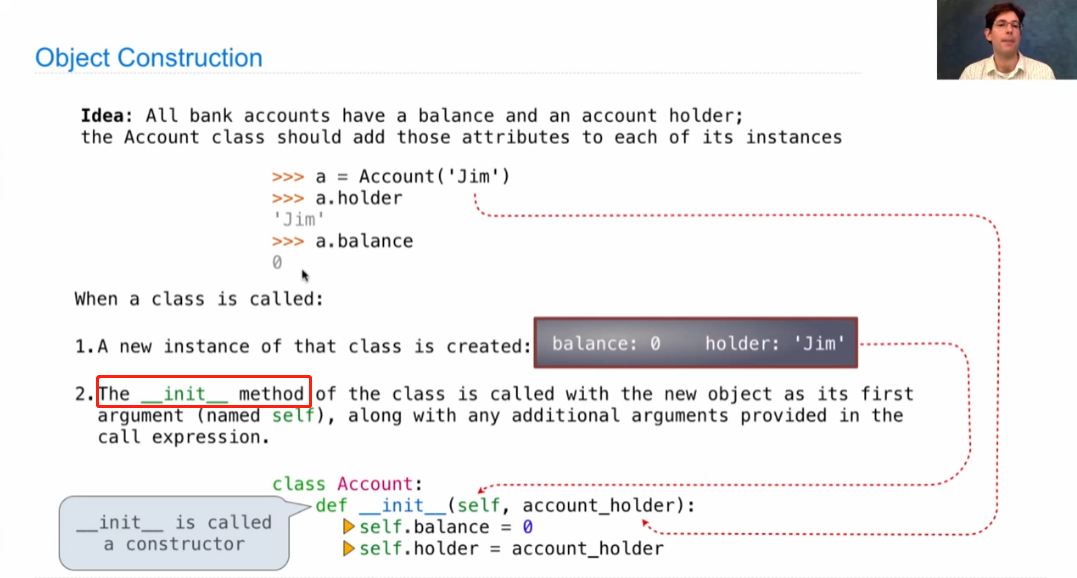 Object Construction
Idea: All bank accounts have a balance and an account holder;
the Account class should add those attributes to each of its instances
>>> a = Account('Jim')
>>> a.holder
'Jim'
>>> a.balance
0
When a class is called:
1.A new instance of that class is created:
balance: 0 holder: 'Jim'
2.The __init__ method of the class is called with the new object as its first
argument (named self), along with any additional arguments provided in the
call expression.
class Account:
def __init__(self, account_holder):
self.balance = 0
self.holder = account_holder
__init__ is called
a constructor